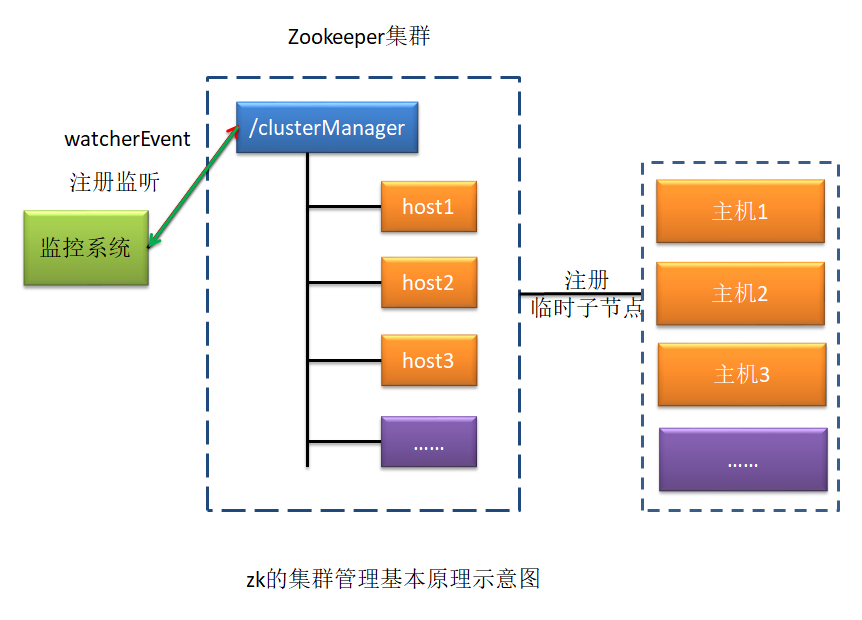 Zookeeper集群
/clusterManager
watcherEvent
注册监听
监控系统
host1
host2
host3
……
注册
临时子节点
主机1
主机2
主机3
……
zk的集群管理基本原理示意图